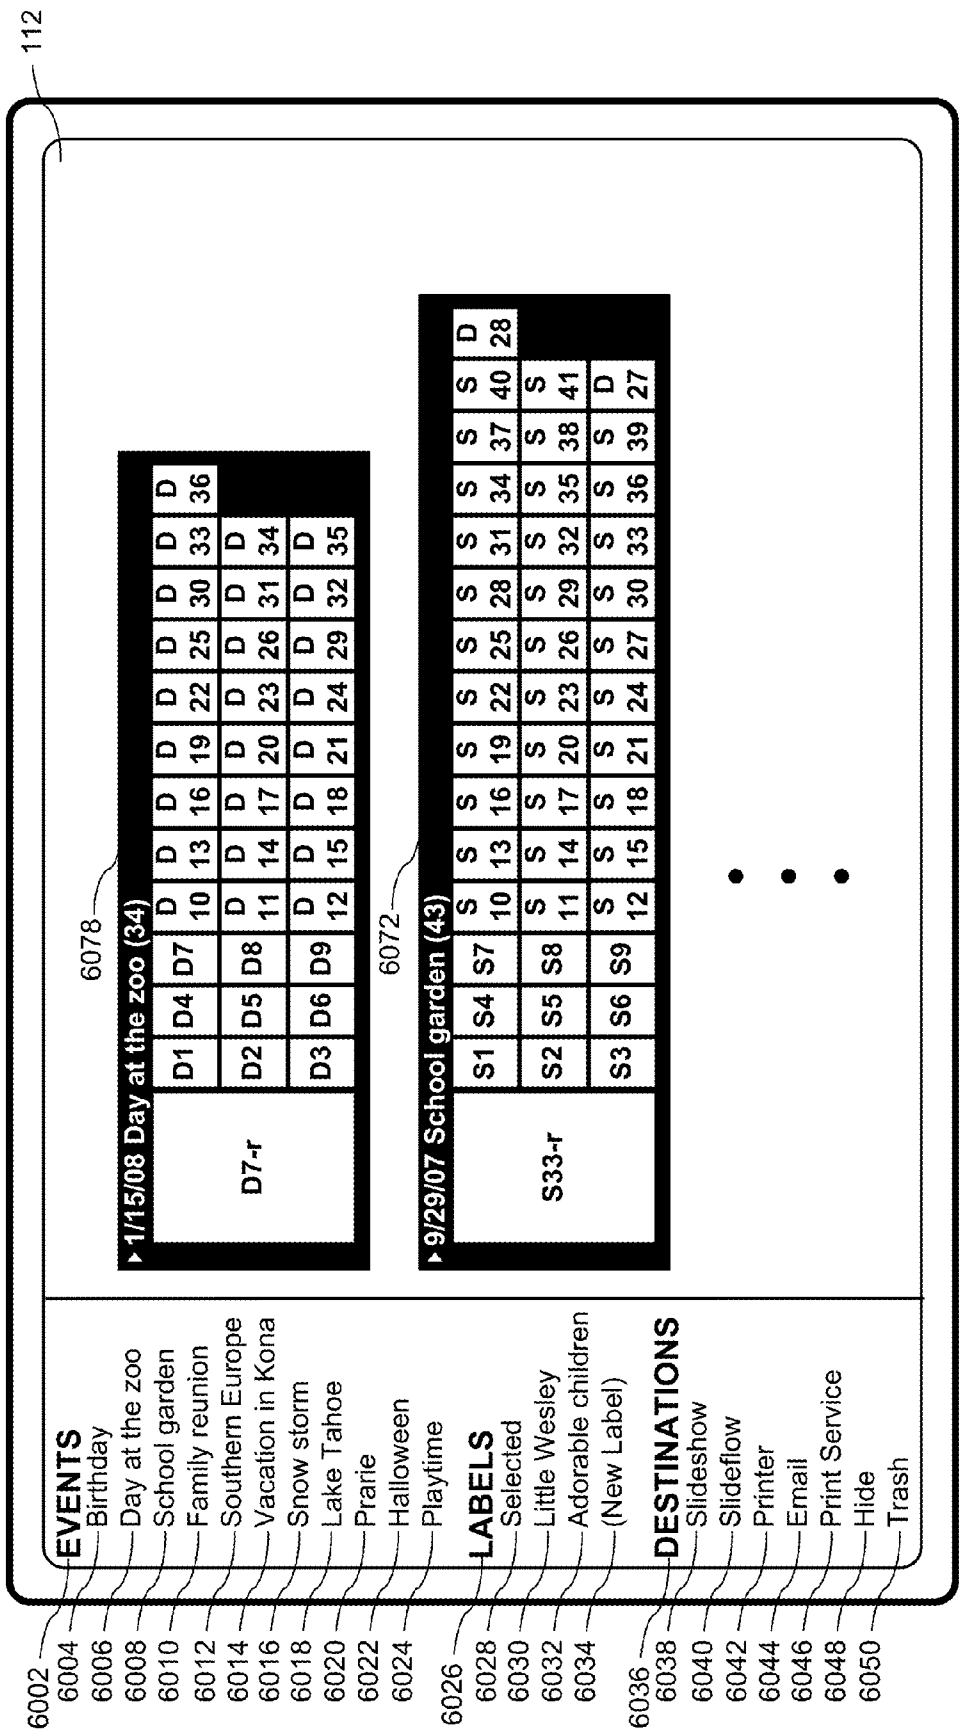 112
6002 EVENTS
6004 Birthday
6006 Day at the zoo
6008 School garden
6010 Family reunion
6012 Southern Europe
6014 Vacation in Kona
6016 Snow storm
6018 Lake Tahoe
6020 Prarie
6022 Halloween
6024 Playtime
6026 LABELS
6028 Selected
6030 Little Wesley
6032 Adorable children
6034 (New Label)
6036 DESTINATIONS
6038 Slideshow
6040 Slideflow
6042 Printer
6044 Email
6046 Print Service
6048 Hide
6050 Trash
6078
1/15/08 Day at the zoo (34)
D7-r
D1 D4 D7 D 10 D 13 D 16 D 19 D 22 D 25 D 30 D 33 D 36
D2 D5 D8 D 11 D 14 D 17 D 20 D 23 D 26 D 31 D 34
D3 D6 D9 D 12 D 15 D 18 D 21 D 24 D 29 D 32 D 35
6072
9/29/07 School garden (43)
S33-r
S1 S4 S7 S 10 S 13 S 16 S 19 S 22 S 25 S 28 S 31 S 34 S 37 S 40 D 28
S2 S5 S8 S 11 S 14 S 17 S 20 S 23 S 26 S 29 S 32 S 35 S 38 S 41
S3 S6 S9 S 12 S 15 S 18 S 21 S 24 S 27 S 30 S 33 S 36 S 39 D 27